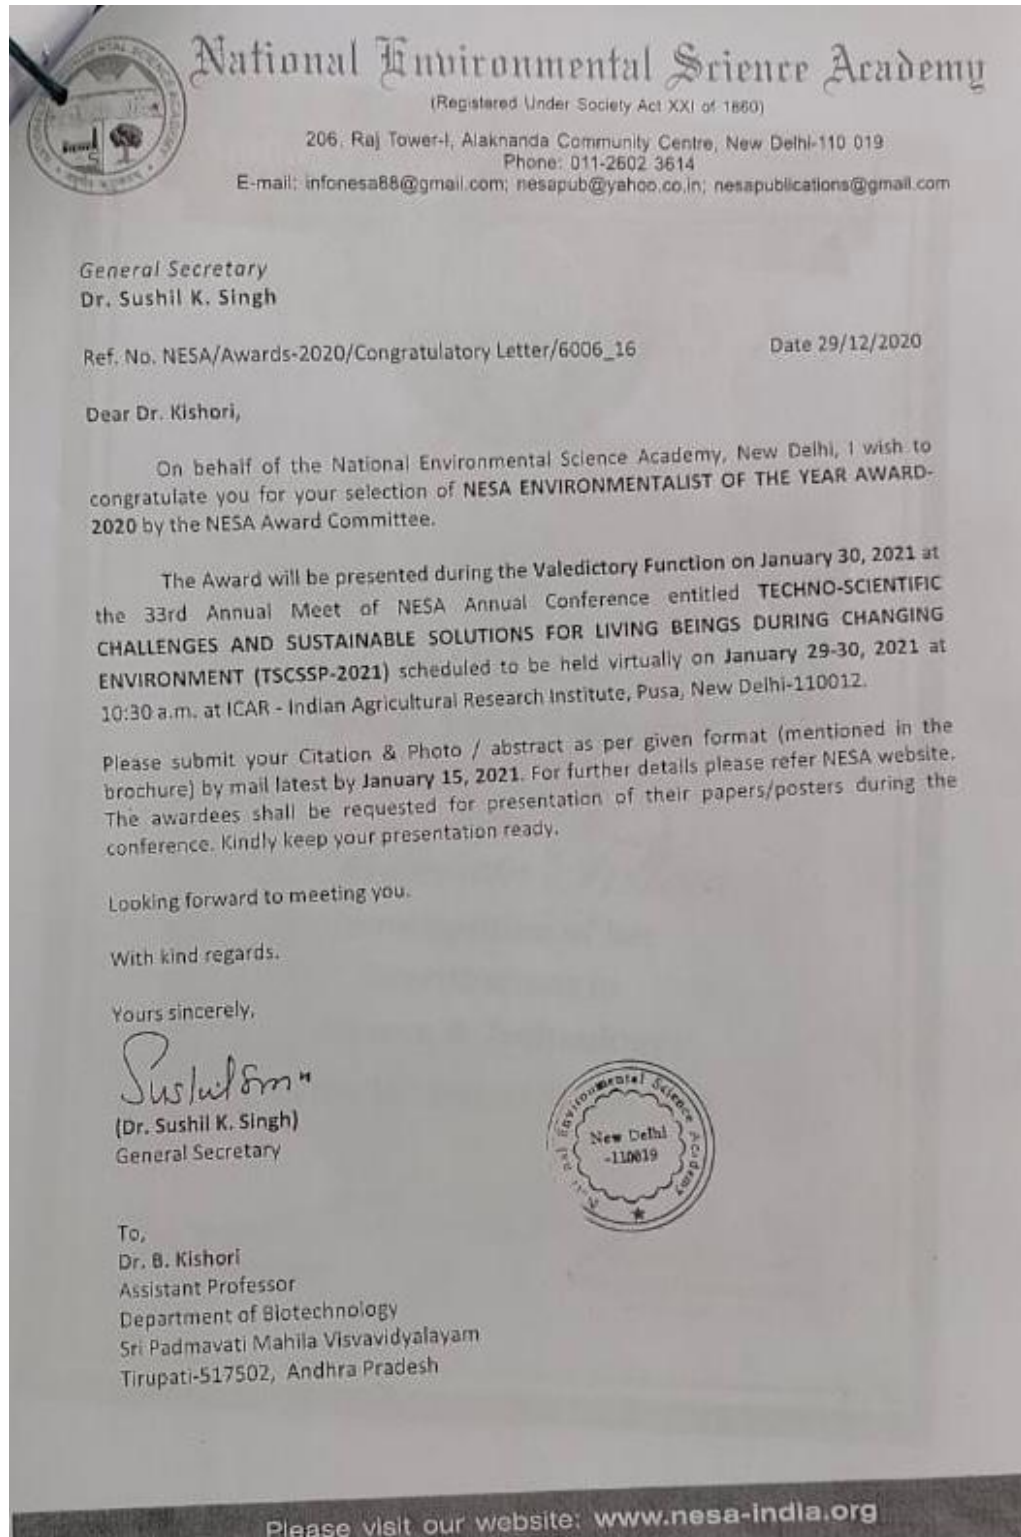 National Environmental Science Academy
(Registered Under Society Act XXI of 1860)
206, Raj Tower-I, Alaknanda Community Centre, New Delhi-110 019
Phone: 011-2602 3614
E-mail: infonesa88@gmail.com; nesapub@yahoo.co.in; nesapublications@gmail.com
General Secretary
Dr. Sushil K. Singh
Ref. No. NESA/Awards-2020/Congratulatory Letter/6006_16 Date 29/12/2020
Dear Dr. Kishori,
On behalf of the National Environmental Science Academy, New Delhi, I wish to
congratulate you for your selection of NESA ENVIRONMENTALIST OF THE YEAR AWARD-
2020 by the NESA Award Committee.
The Award will be presented during the Valedictory Function on January 30, 2021 at
the 33rd Annual Meet of NESA Annual Conference entitled TECHNO-SCIENTIFIC
CHALLENGES AND SUSTAINABLE SOLUTIONS FOR LIVING BEINGS DURING CHANGING
ENVIRONMENT (TSCSSP-2021) scheduled to be held virtually on January 29-30, 2021 at
10:30 a.m. at ICAR - Indian Agricultural Research Institute, Pusa, New Delhi-110012.
Please submit your Citation & Photo / abstract as per given format (mentioned in the
brochure) by mail latest by January 15, 2021. For further details please refer NESA website.
The awardees shall be requested for presentation of their papers/posters during the
conference. Kindly keep your presentation ready.
Looking forward to meeting you.
With kind regards.
Yours sincerely,
(Dr. Sushil K. Singh)
General Secretary
Environmental Science Academy
New Delhi
-110019
To,
Dr. B. Kishori
Assistant Professor
Department of Biotechnology
Sri Padmavati Mahila Visvavidyalayam
Tirupati-517502, Andhra Pradesh
Please visit our website: www.nesa-india.org